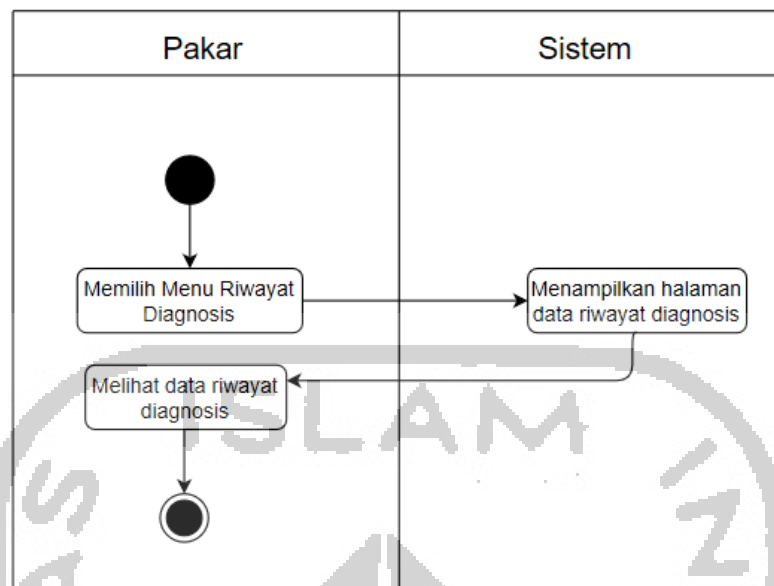 Pakar
Sistem
Memilih Menu Riwayat
Diagnosis
Menampilkan halaman
data riwayat diagnosis
Melihat data riwayat
diagnosis
ISLAM